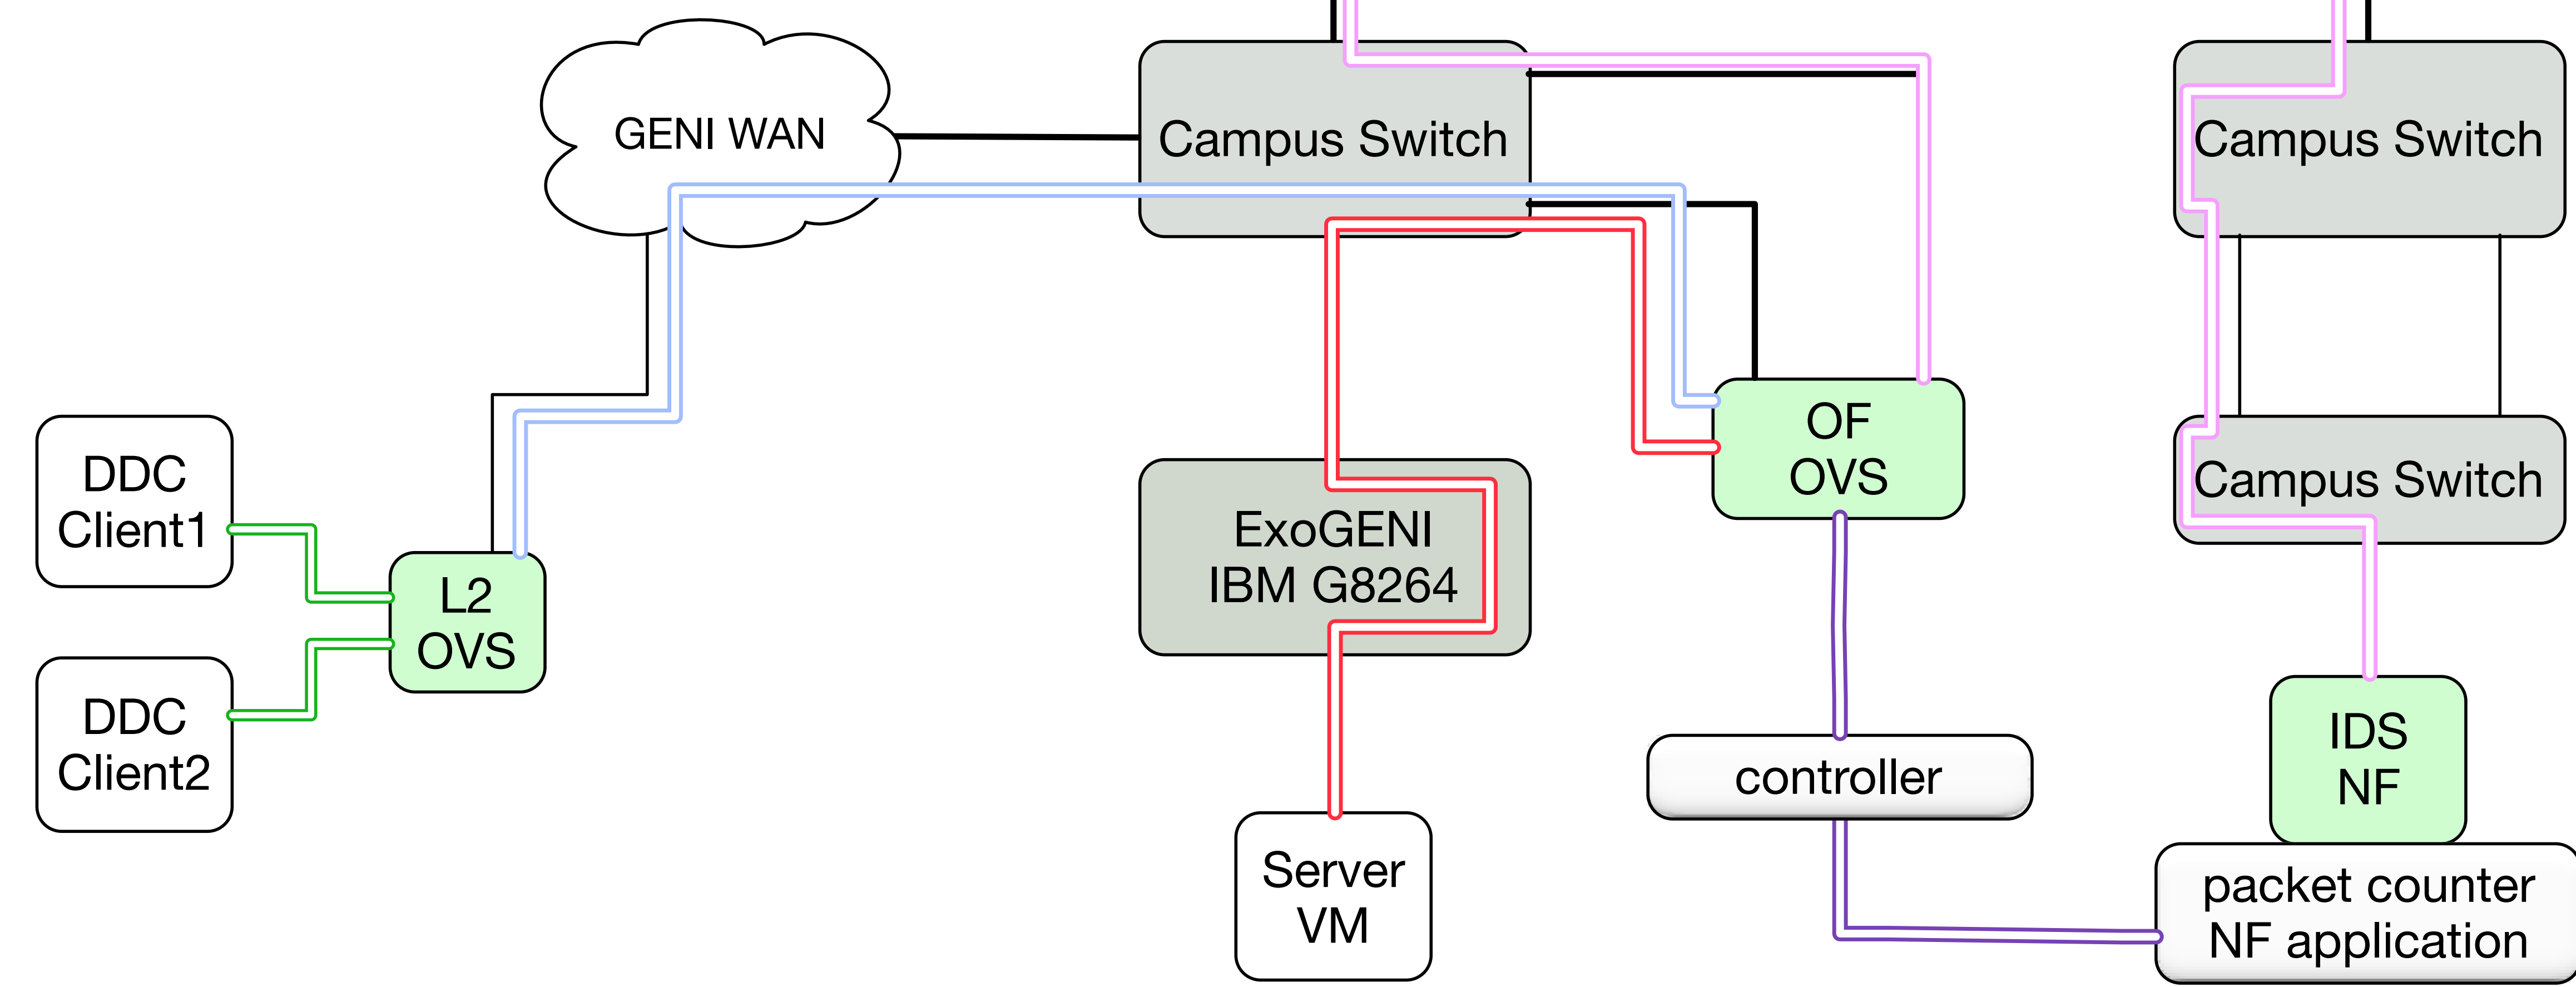 GENI WAN
Campus Switch
Campus Switch
DDC
Client1
L2
OVS
DDC
Client2
ExoGENI
IBM G8264
OF
OVS
Campus Switch
controller
Server
VM
IDS
NF
packet counter
NF application